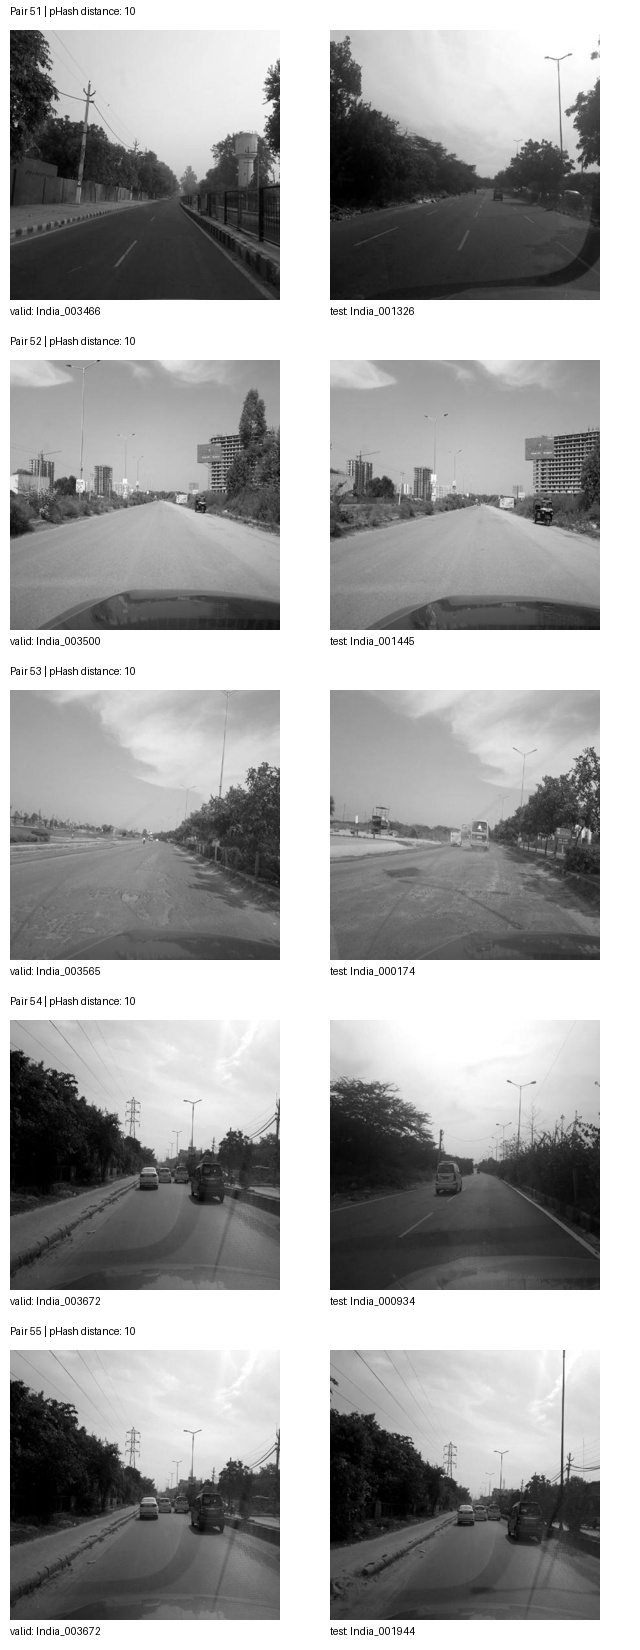 Pair 51 | pHash distance: 10
valid: India_003466
test: India_001326
Pair 52 | pHash distance: 10
valid: India_003500
test: India_001445
Pair 53 | pHash distance: 10
valid: India_003565
test: India_000174
Pair 54 | pHash distance: 10
valid: India_003672
test: India_000934
Pair 55 | pHash distance: 10
valid: India_003672
test: India_001944